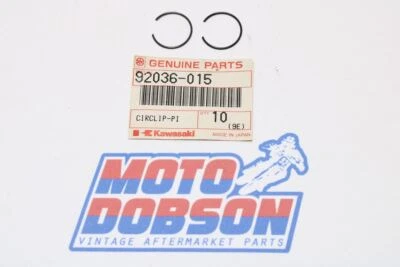 GENUINE PARTS
92036-015
CIRCLIP-PI
QTY 10
(9E)
Kawasaki
MADE IN JAPAN
MOTO
DOBSON
VINTAGE AFTERMARKET PARTS